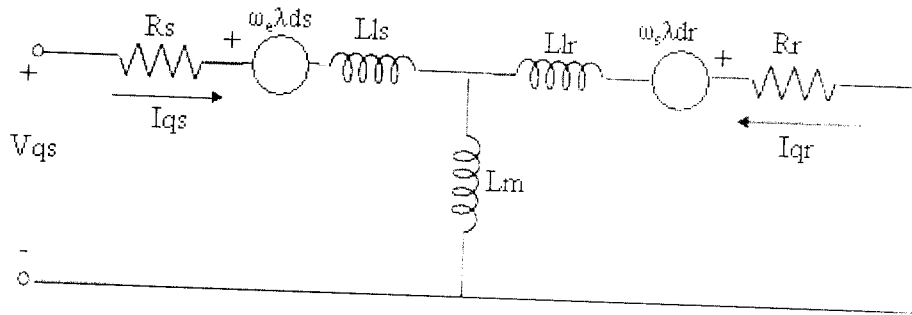 Rs
+
ωeλds
Lls
Llr
ωsλdr
+
Rr
+
Iqs
Iqr
Vqs
Lm
-